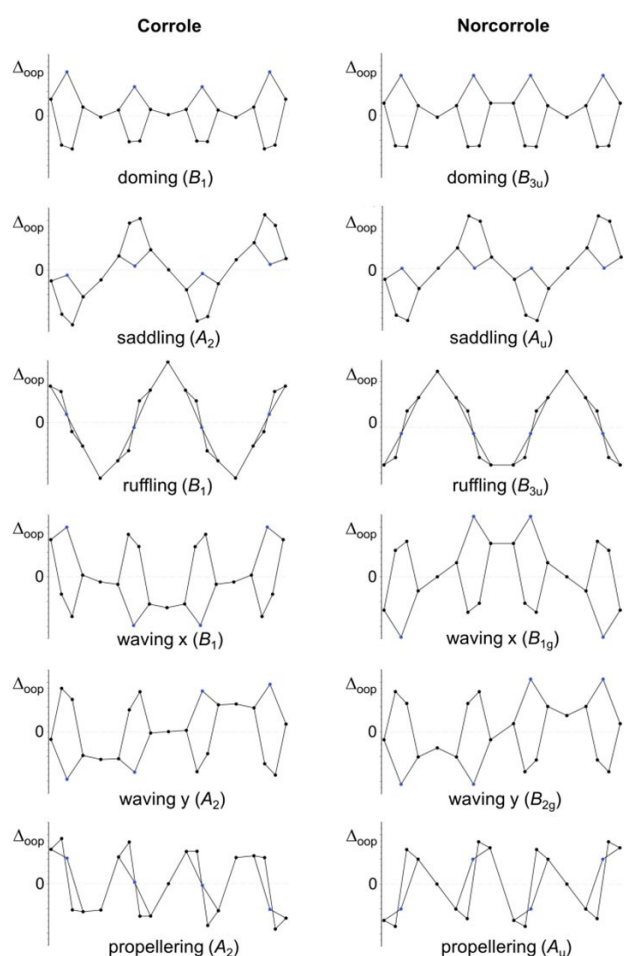 Corrole Norcorrole
Δoop Δoop
0 0
doming (B1) doming (B3u)
Δoop Δoop
0 0
saddling (A2) saddling (Au)
Δoop Δoop
0 0
ruffling (B1) ruffling (B3u)
Δoop Δoop
0 0
waving x (B1) waving x (B1g)
Δoop Δoop
0 0
waving y (A2) waving y (B2g)
Δoop Δoop
0 0
propellering (A2) propellering (Au)